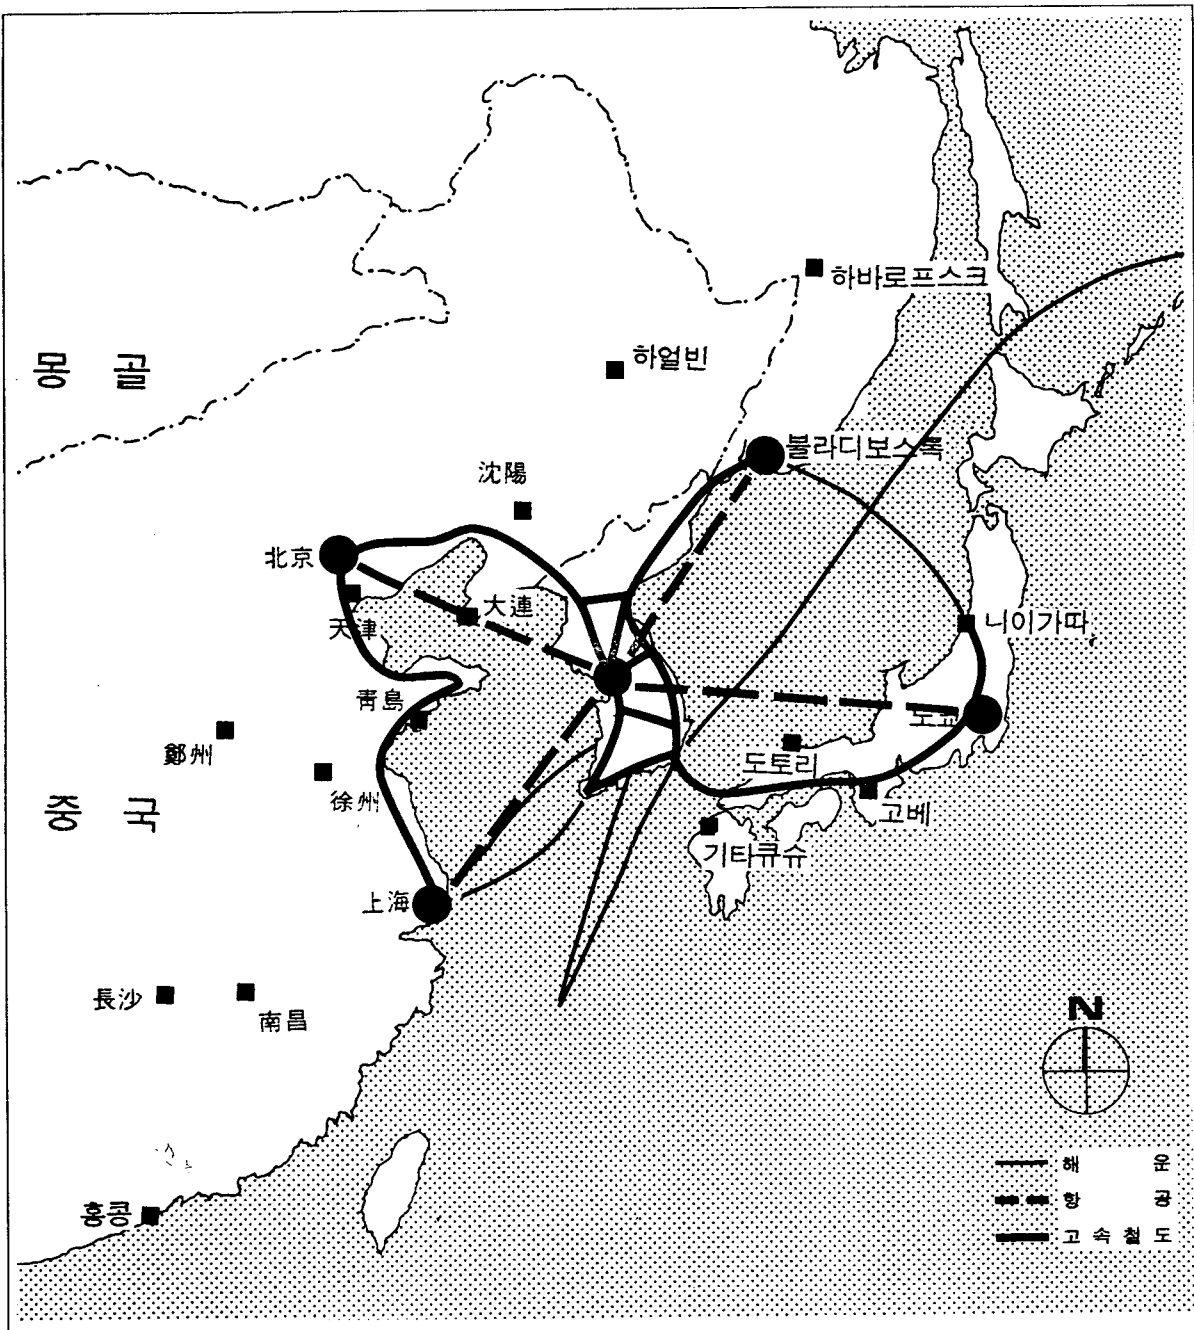 하바로프스크
몽 골
하얼빈
블라디보스톡
沈陽
北京
大連
天津
니이가따
靑島
도쿄
鄭州
도토리
徐州
중 국
고베
기타큐슈
上海
長沙
南昌
N
해 운
항 공
고 속 철 도
홍콩